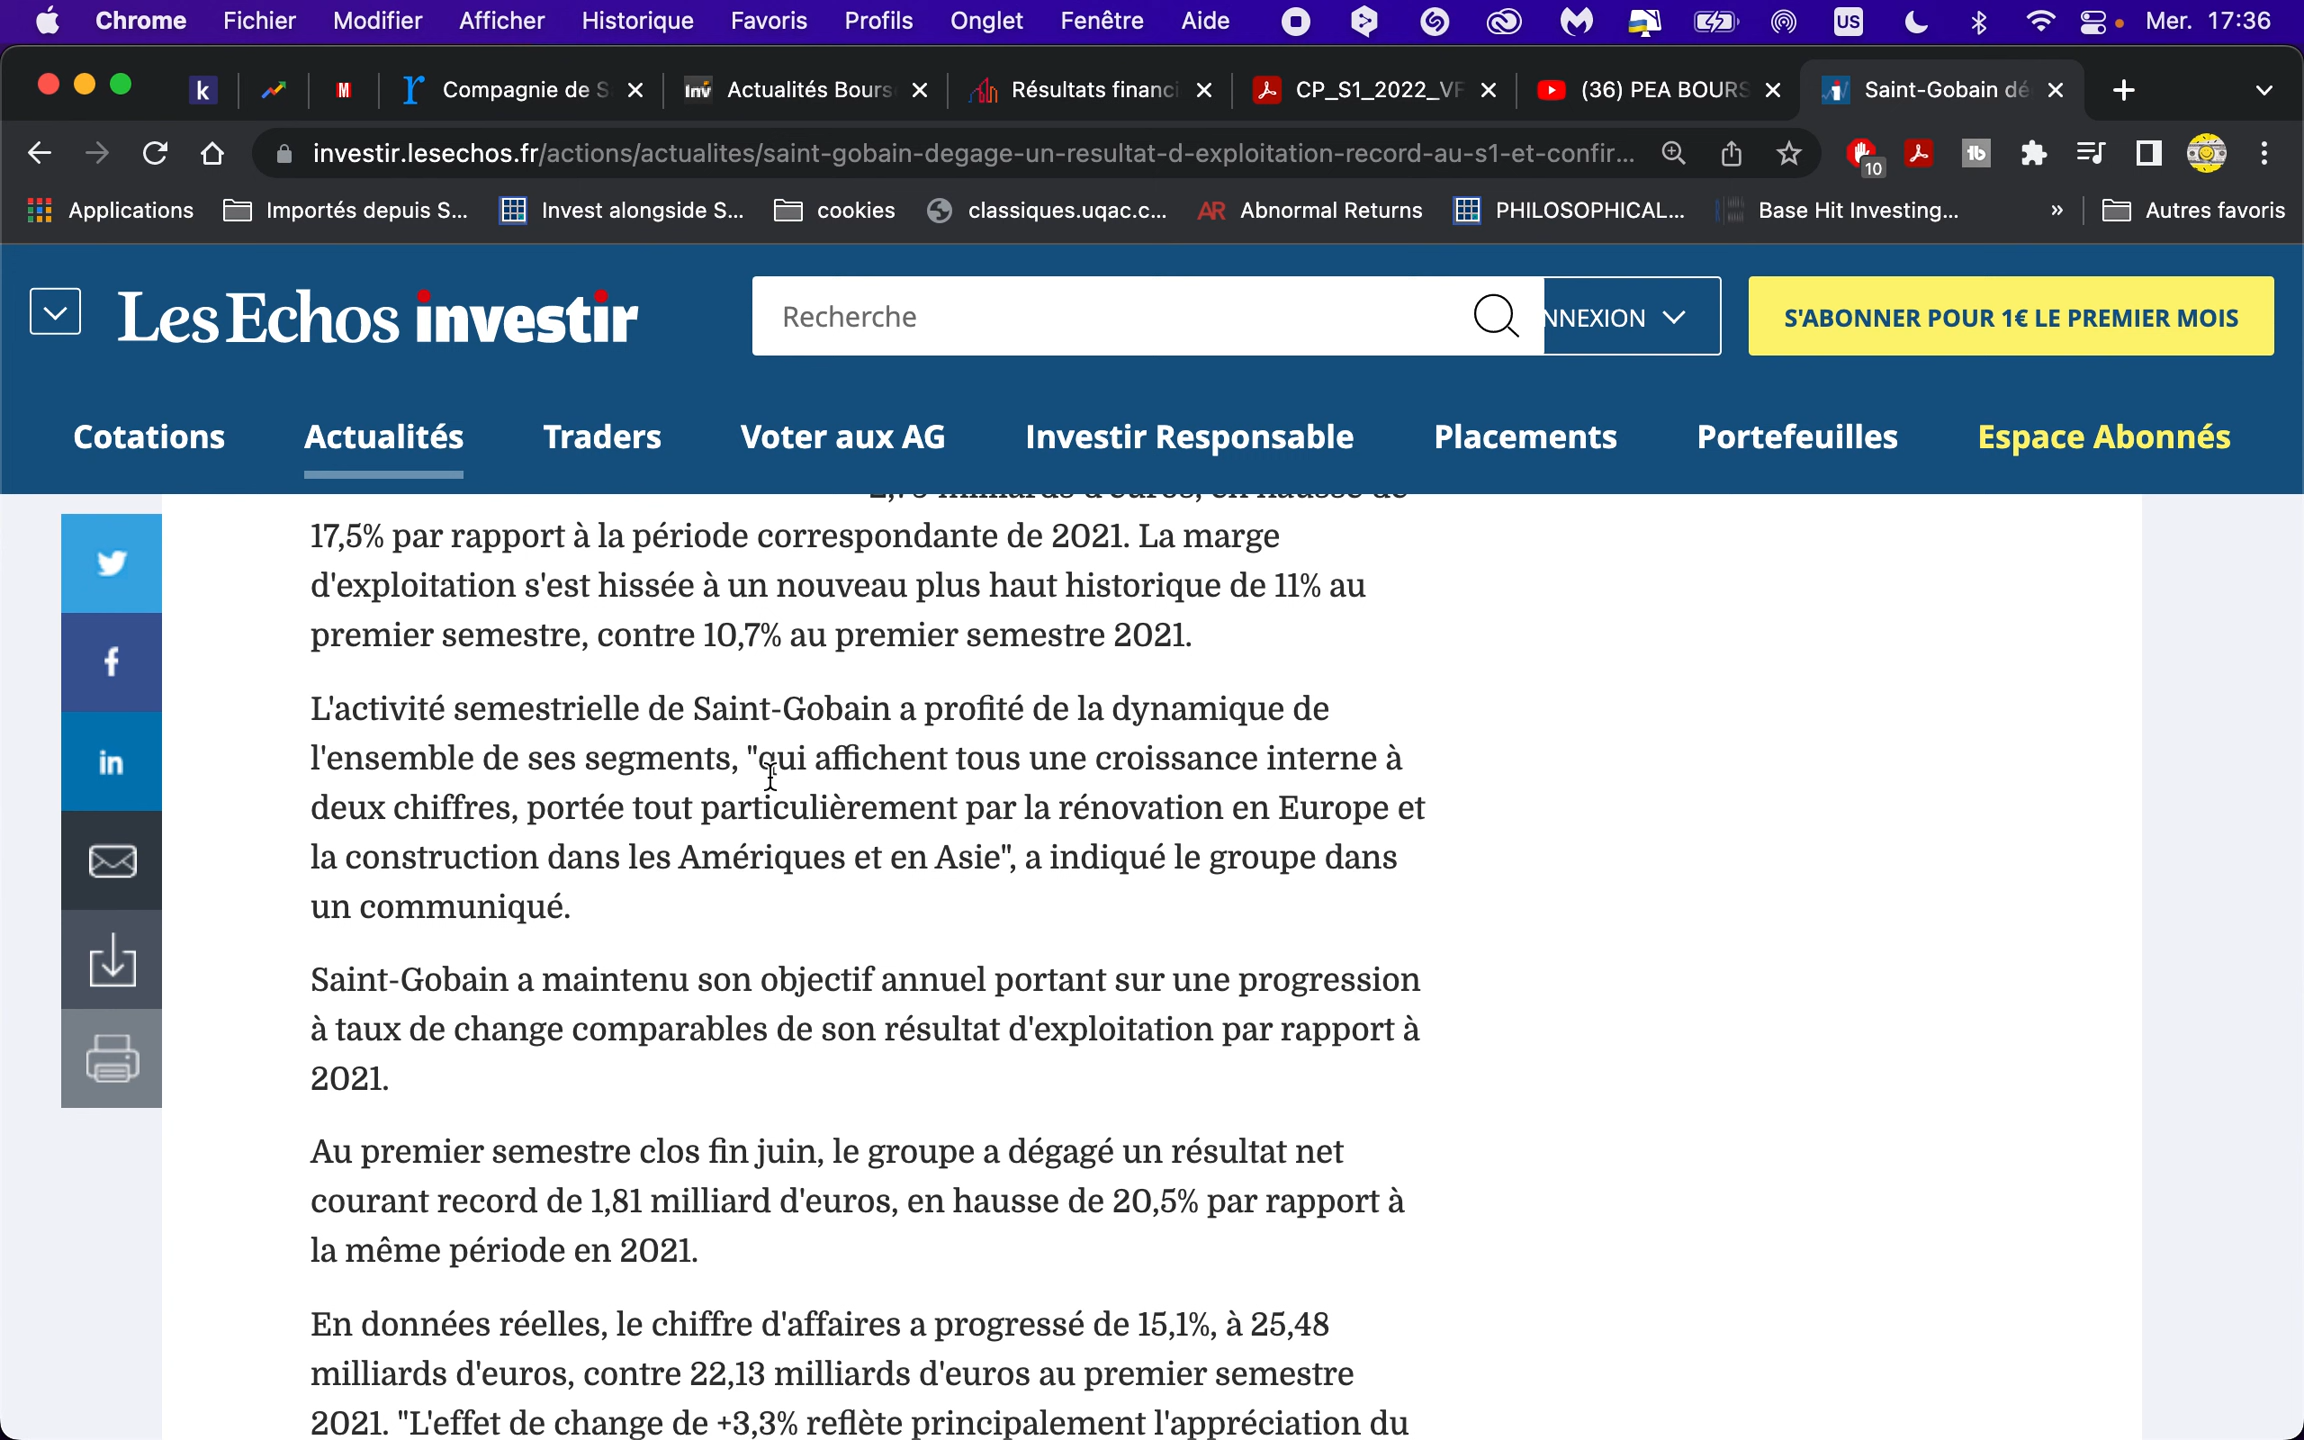 Chrome Fichier Modifier Afficher Historique Favoris Profils Onglet Fenêtre Aide US Mer. 17:36
k M Compagnie de S Inv Actualités Bours Résultats financi CP_S1_2022_VF (36) PEA BOURS Saint-Gobain dé
investir.lesechos.fr/actions/actualites/saint-gobain-degage-un-resultat-d-exploitation-record-au-s1-et-confir... 10 tb
Applications Importés depuis S... Invest alongside S... cookies classiques.uqac.c... AR Abnormal Returns PHILOSOPHICAL... Base Hit Investing... » Autres favoris
Les Echos investir Recherche NNEXION S'ABONNER POUR 1€ LE PREMIER MOIS
Cotations Actualités Traders Voter aux AG Investir Responsable Placements Portefeuilles Espace Abonnés
17,5% par rapport à la période correspondante de 2021. La marge
d'exploitation s'est hissée à un nouveau plus haut historique de 11% au
premier semestre, contre 10,7% au premier semestre 2021.
L'activité semestrielle de Saint-Gobain a profité de la dynamique de
l'ensemble de ses segments, "qui affichent tous une croissance interne à
deux chiffres, portée tout particulièrement par la rénovation en Europe et
la construction dans les Amériques et en Asie", a indiqué le groupe dans
un communiqué.
Saint-Gobain a maintenu son objectif annuel portant sur une progression
à taux de change comparables de son résultat d'exploitation par rapport à
2021.
Au premier semestre clos fin juin, le groupe a dégagé un résultat net
courant record de 1,81 milliard d'euros, en hausse de 20,5% par rapport à
la même période en 2021.
En données réelles, le chiffre d'affaires a progressé de 15,1%, à 25,48
milliards d'euros, contre 22,13 milliards d'euros au premier semestre
2021. "L'effet de change de +3,3% reflète principalement l'appréciation du